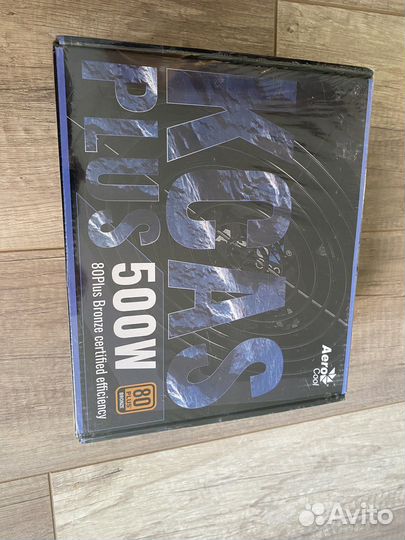 KCAS
PLUS
500W
80Plus Bronze certified efficiency
80
PLUS
BRONZE
Aero
Cool
Avito